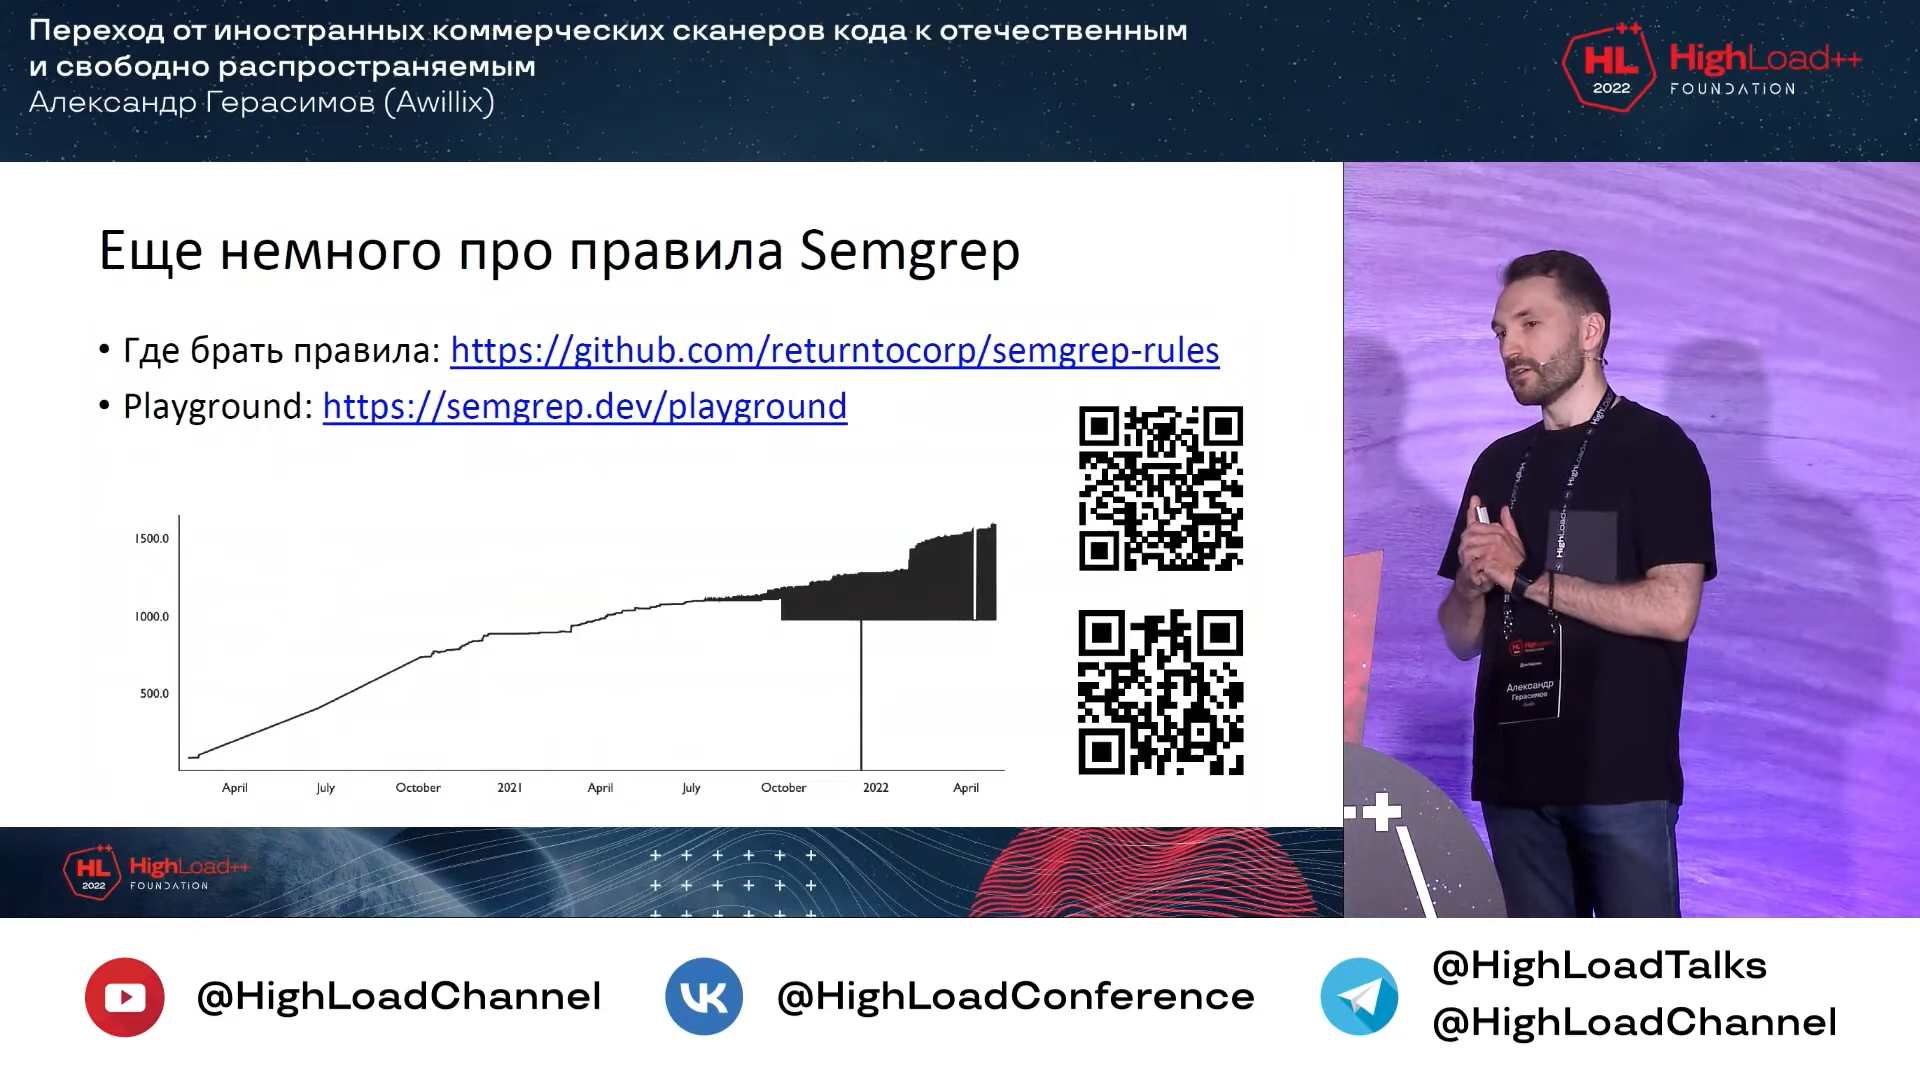 Переход от иностранных коммерческих сканеров кода к отечественным
и свободно распространяемым
Александр Герасимов (Awillix)
HL
2022
HighLoad++
FOUNDATION
Еще немного про правила Semgrep
• Где брать правила: https://github.com/returntocorp/semgrep-rules
• Playground: https://semgrep.dev/playground
1500.0
1000.0
500.0
April July October 2021 April July October 2022 April
HighLoad++
Александр
Герасимов
HL
2022
HighLoad++
FOUNDATION
@HighLoadChannel
@HighLoadConference
@HighLoadTalks
@HighLoadChannel